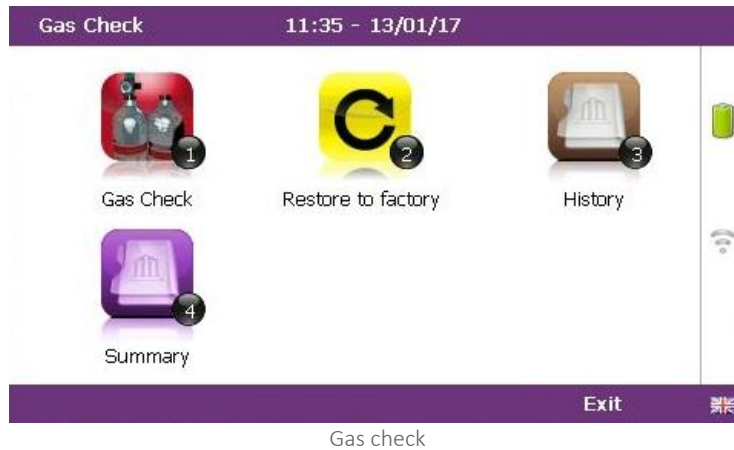 Gas Check 11:35 - 13/01/17
1 2 3
Gas Check Restore to factory History
4
Summary
Exit
Gas check